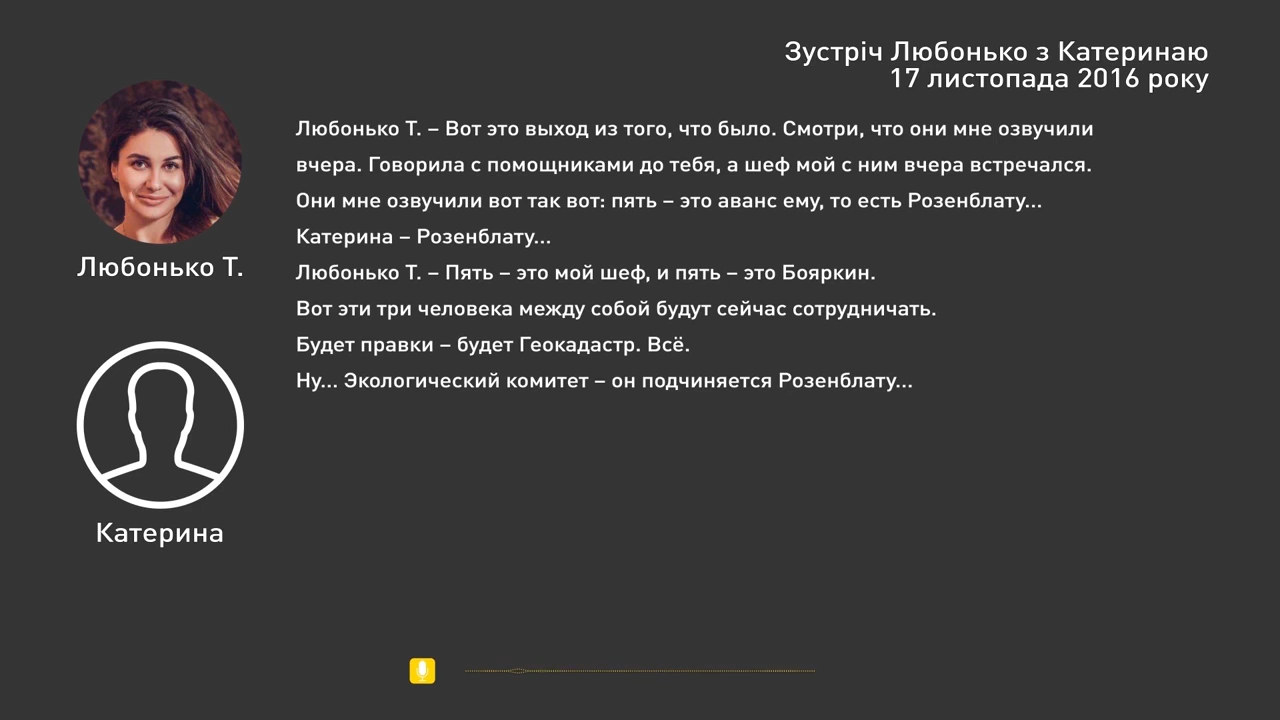 Зустріч Любонько з Катеринаю
17 листопада 2016 року
Любонько Т. – Вот это выход из того, что было. Смотри, что они мне озвучили
вчера. Говорила с помощниками до тебя, а шеф мой с ним вчера встречался.
Они мне озвучили вот так вот: пять – это аванс ему, то есть Розенблату...
Катерина – Розенблату...
Любонько Т. – Пять – это мой шеф, и пять – это Бояркин.
Вот эти три человека между собой будут сейчас сотрудничать.
Будет правки – будет Геокадастр. Всё.
Ну... Экологический комитет – он подчиняется Розенблату...
Любонько Т.
Катерина